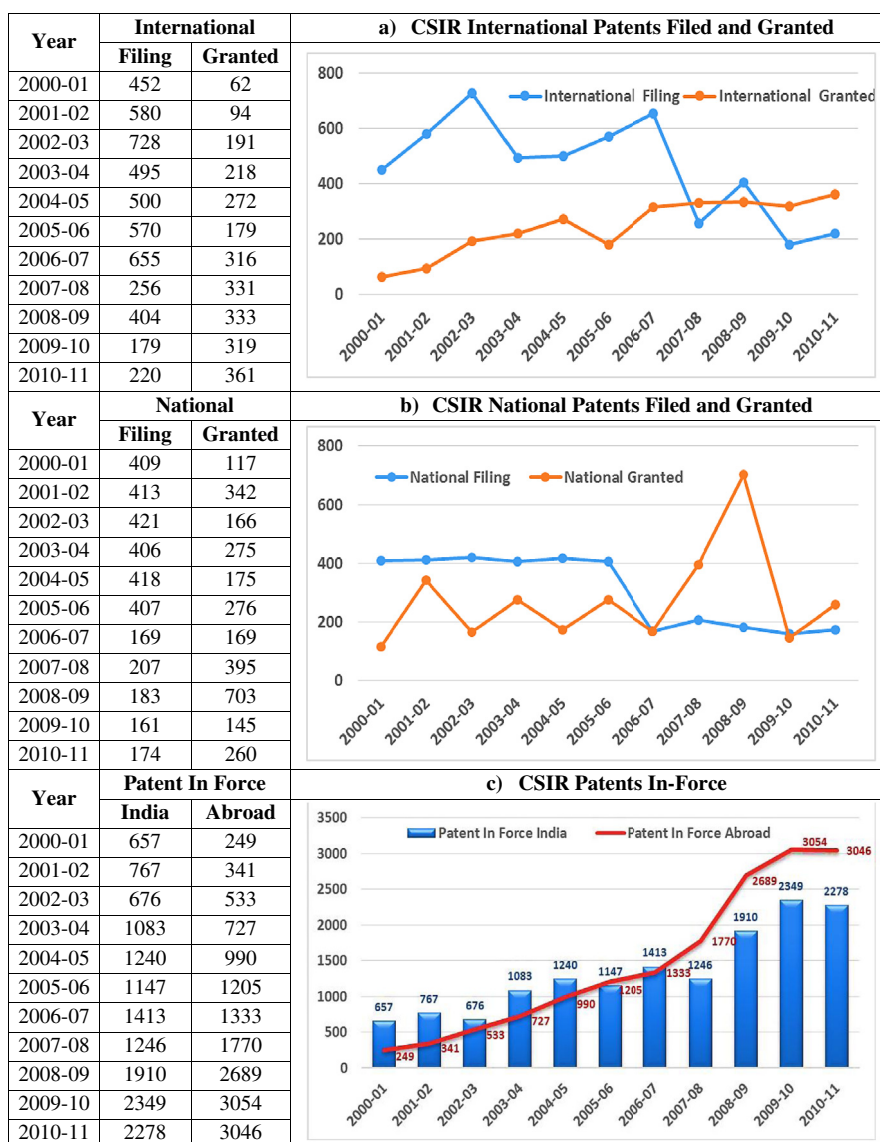 Year International a) CSIR International Patents Filed and Granted
Filing Granted
2000-01 452 62
2001-02 580 94
2002-03 728 191
2003-04 495 218
2004-05 500 272
2005-06 570 179
2006-07 655 316
2007-08 256 331
2008-09 404 333
2009-10 179 319
2010-11 220 361
International Filing International Granted
800
600
400
200
0
2000-01 2001-02 2002-03 2003-04 2004-05 2005-06 2006-07 2007-08 2008-09 2009-10 2010-11
Year National b) CSIR National Patents Filed and Granted
Filing Granted
2000-01 409 117
2001-02 413 342
2002-03 421 166
2003-04 406 275
2004-05 418 175
2005-06 407 276
2006-07 169 169
2007-08 207 395
2008-09 183 703
2009-10 161 145
2010-11 174 260
National Filing National Granted
800
600
400
200
0
2000-01 2001-02 2002-03 2003-04 2004-05 2005-06 2006-07 2007-08 2008-09 2009-10 2010-11
Year Patent In Force c) CSIR Patents In-Force
India Abroad
2000-01 657 249
2001-02 767 341
2002-03 676 533
2003-04 1083 727
2004-05 1240 990
2005-06 1147 1205
2006-07 1413 1333
2007-08 1246 1770
2008-09 1910 2689
2009-10 2349 3054
2010-11 2278 3046
Patent In Force India Patent In Force Abroad
3500
3000
2500
2000
1500
1000
500
0
657 767 676 1083 1240 1147 1413 1246 1910 2349 2278
249 341 533 727 990 1205 1333 1770 2689 3054 3046
2000-01 2001-02 2002-03 2003-04 2004-05 2005-06 2006-07 2007-08 2008-09 2009-10 2010-11